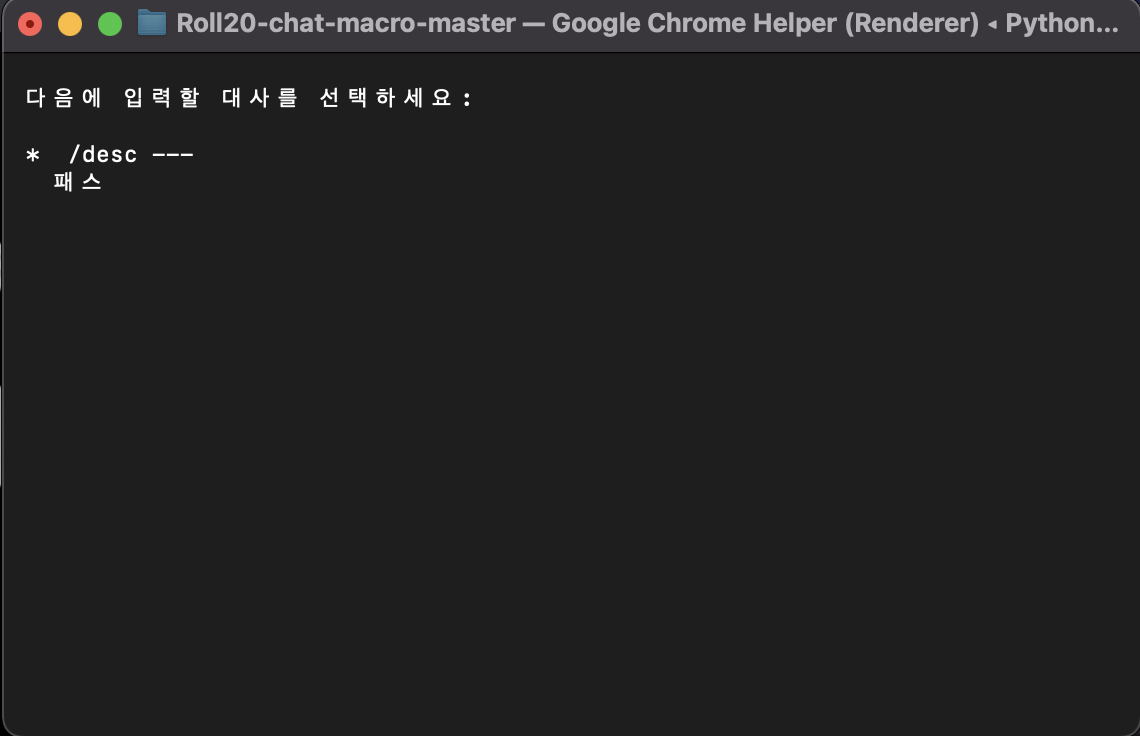 Roll20-chat-macro-master — Google Chrome Helper (Renderer) ◂ Python...
다음에 입력할 대사를 선택하세요:
*  /desc ---
패스